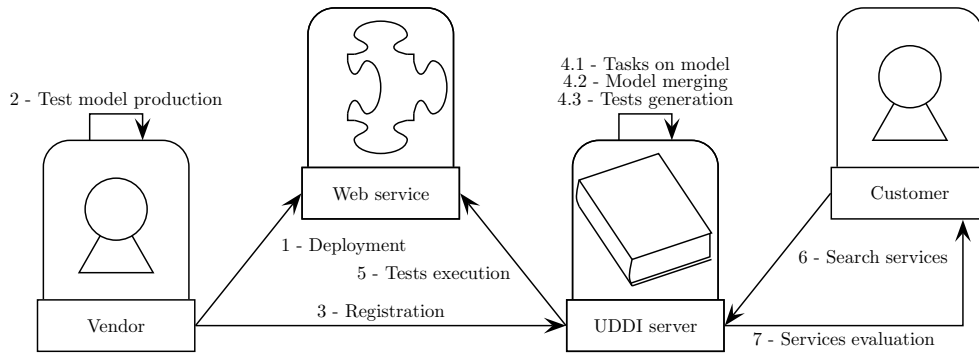 4.1 - Tasks on model
4.2 - Model merging
4.3 - Tests generation
2 - Test model production
Web service
Customer
1 - Deployment
5 - Tests execution
6 - Search services
3 - Registration
Vendor
UDDI server
7 - Services evaluation